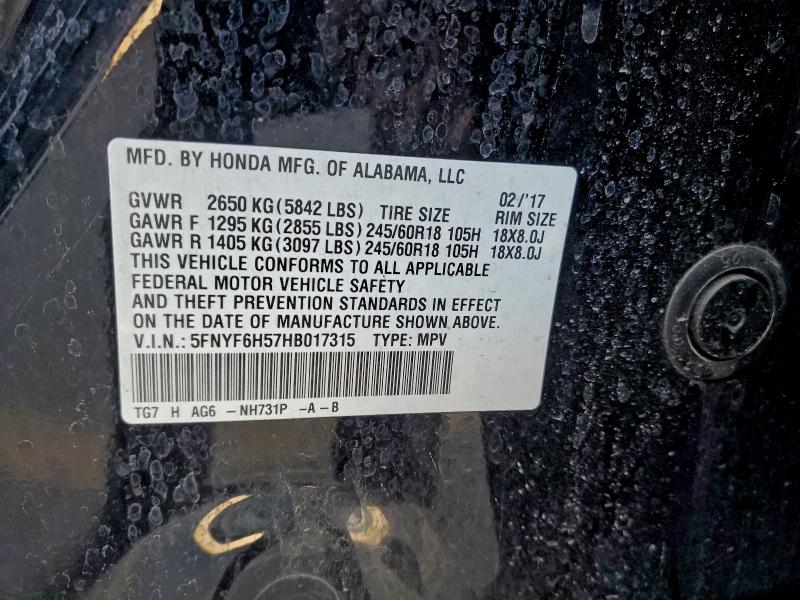 MFD. BY HONDA MFG. OF ALABAMA, LLC
GVWR 2650 KG (5842 LBS) TIRE SIZE 02/'17 RIM SIZE
GAWR F 1295 KG (2855 LBS) 245/60R18 105H 18X8.0J
GAWR R 1405 KG (3097 LBS) 245/60R18 105H 18X8.0J
THIS VEHICLE CONFORMS TO ALL APPLICABLE
FEDERAL MOTOR VEHICLE SAFETY
AND THEFT PREVENTION STANDARDS IN EFFECT
ON THE DATE OF MANUFACTURE SHOWN ABOVE.
V.I.N.: 5FNYF6H57HB017315 TYPE: MPV
TG7 H AG6 -NH731P -A-B